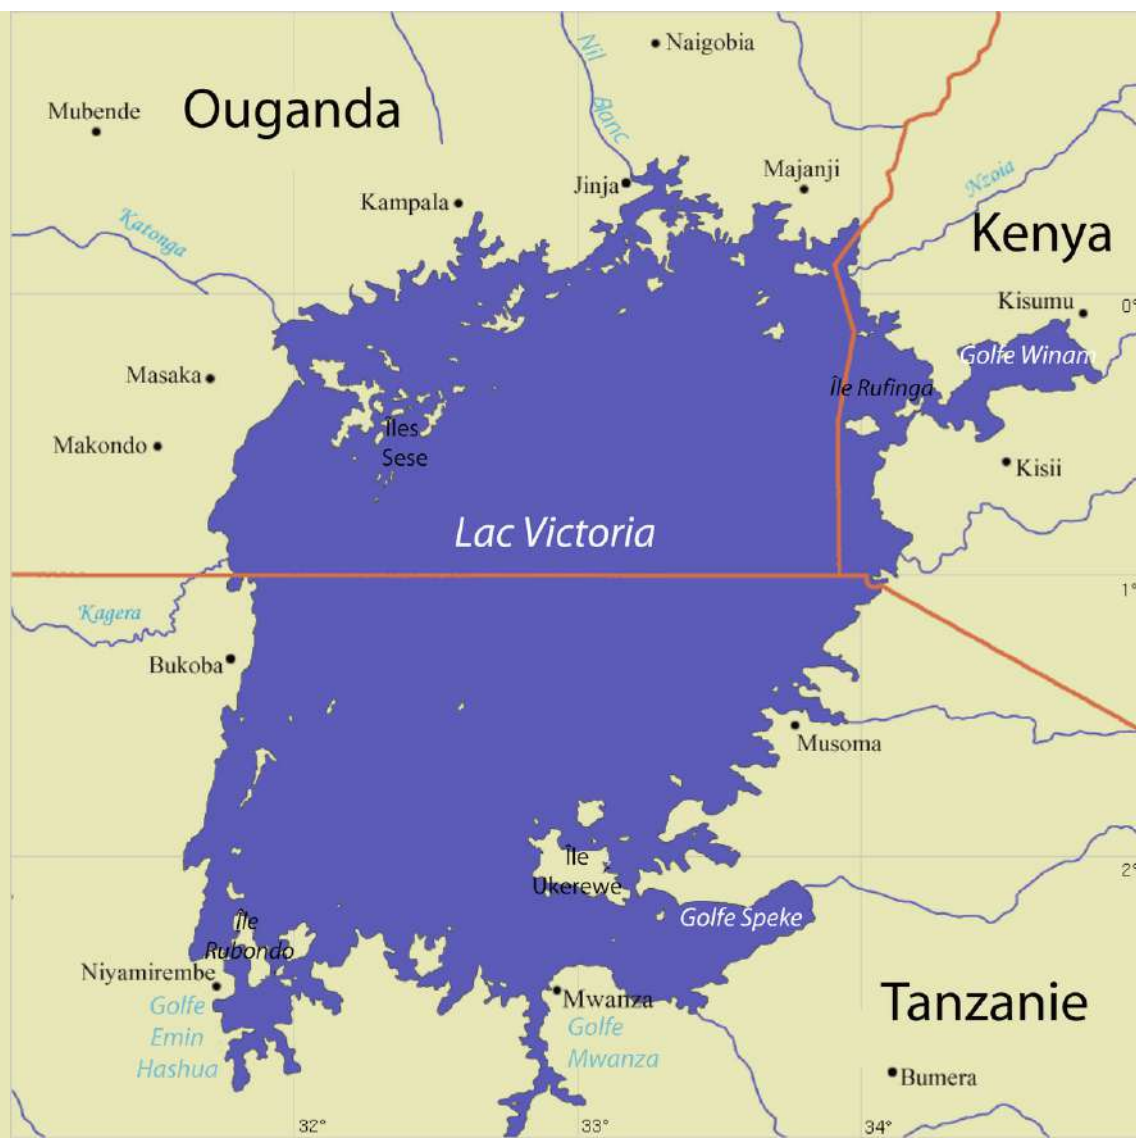 Naigobia
Nil
Blanc
Ouganda
Mubende
Jinja
Majanji
Nzoia
Kampala
Katonga
Kenya
Kisumu
0°
Golfe Winam
Masaka
Île Rufinga
Îles
Sese
Makondo
Kisii
Lac Victoria
1°
Kagera
Bukoba
Musoma
Île
Ukerewe
2°
Golfe Speke
Île
Rubondo
Niyamirembe
Mwanza
Tanzanie
Golfe
Emin
Hashua
Golfe
Mwanza
Bumera
32°
33°
34°